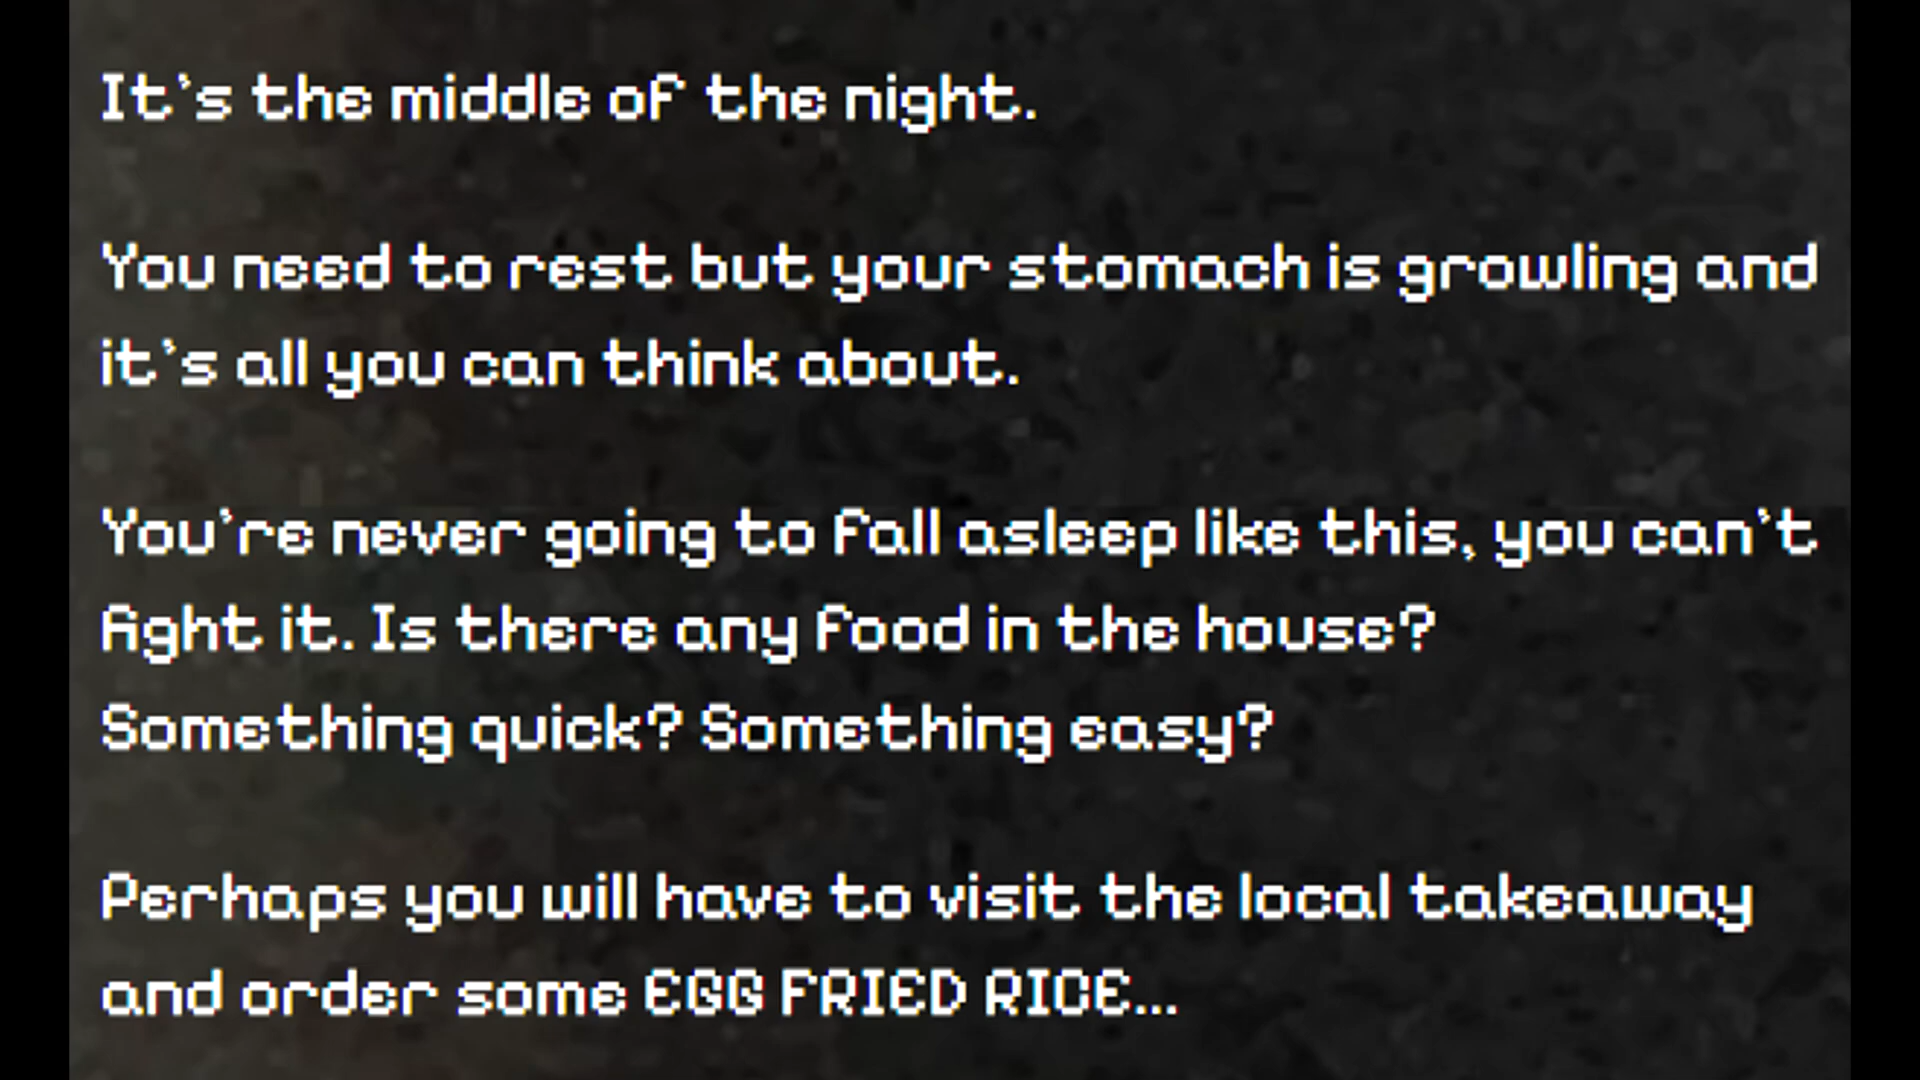 It's the middle of the night.
You need to rest but your stomach is growling and
it's all you can think about.
You're never going to fall asleep like this, you can't
fight it. Is there any food in the house?
Something quick? Something easy?
Perhaps you will have to visit the local takeaway
and order some EGG FRIED RICE...